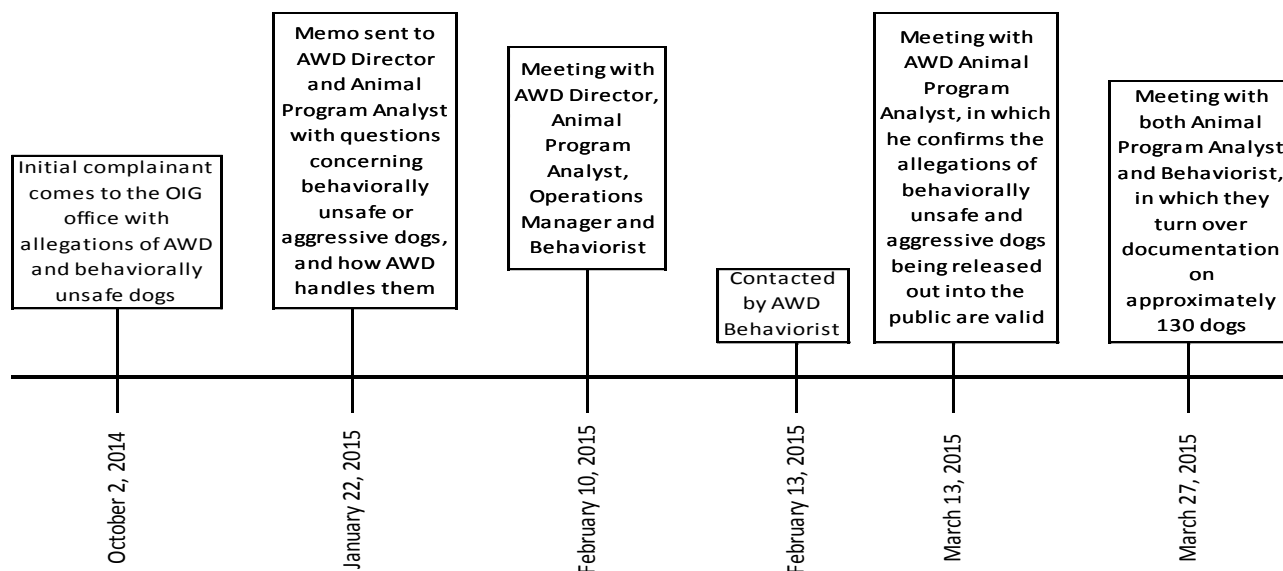 Initial complainant
comes to the OIG
office with
allegations of AWD
and behaviorally
unsafe dogs
Memo sent to
AWD Director
and Animal
Program Analyst
with questions
concerning
behaviorally
unsafe or
aggressive dogs,
and how AWD
handles them
Meeting with
AWD Director,
Animal
Program
Analyst,
Operations
Manager and
Behaviorist
Contacted
by AWD
Behaviorist
Meeting with
AWD Animal
Program
Analyst, in which
he confirms the
allegations of
behaviorally
unsafe and
aggressive dogs
being released
out into the
public are valid
Meeting with
both Animal
Program Analyst
and Behaviorist,
in which they
turn over
documentation
on
approximately
130 dogs
October 2, 2014
January 22, 2015
February 10, 2015
February 13, 2015
March 13, 2015
March 27, 2015